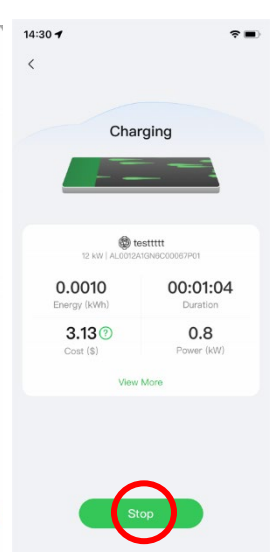 14:30
Charging
testtttt
12 kW | AL0012A1GN6C00067P01
0.0010 00:01:04
Energy (kWh) Duration
3.13 ? 0.8
Cost ($) Power (kW)
View More
Stop